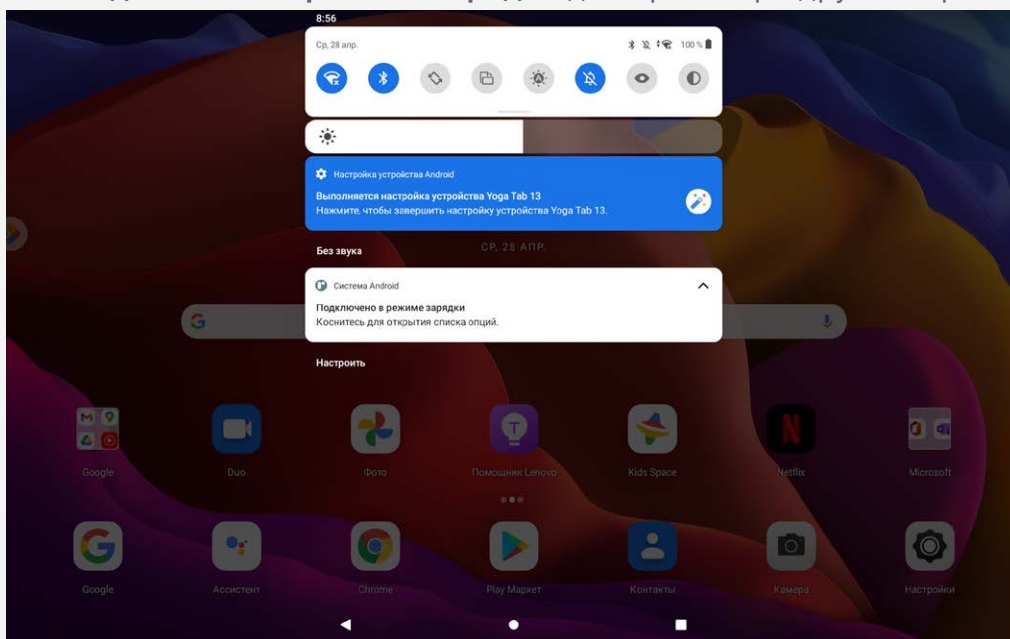 8:56
Ср, 28 апр.
100 %
Настройка устройства Android
Выполняется настройка устройства Yoga Tab 13
Нажмите, чтобы завершить настройку устройства Yoga Tab 13.
Без звука
СР, 28 АПР.
Система Android
Подключено в режиме зарядки
Коснитесь для открытия списка опций.
Настроить
Google
Duo
Фото
Помощник Lenovo
Kids Space
Netflix
Microsoft
Google
Ассистент
Chrome
Play Маркет
Контакты
Камера
Настройки